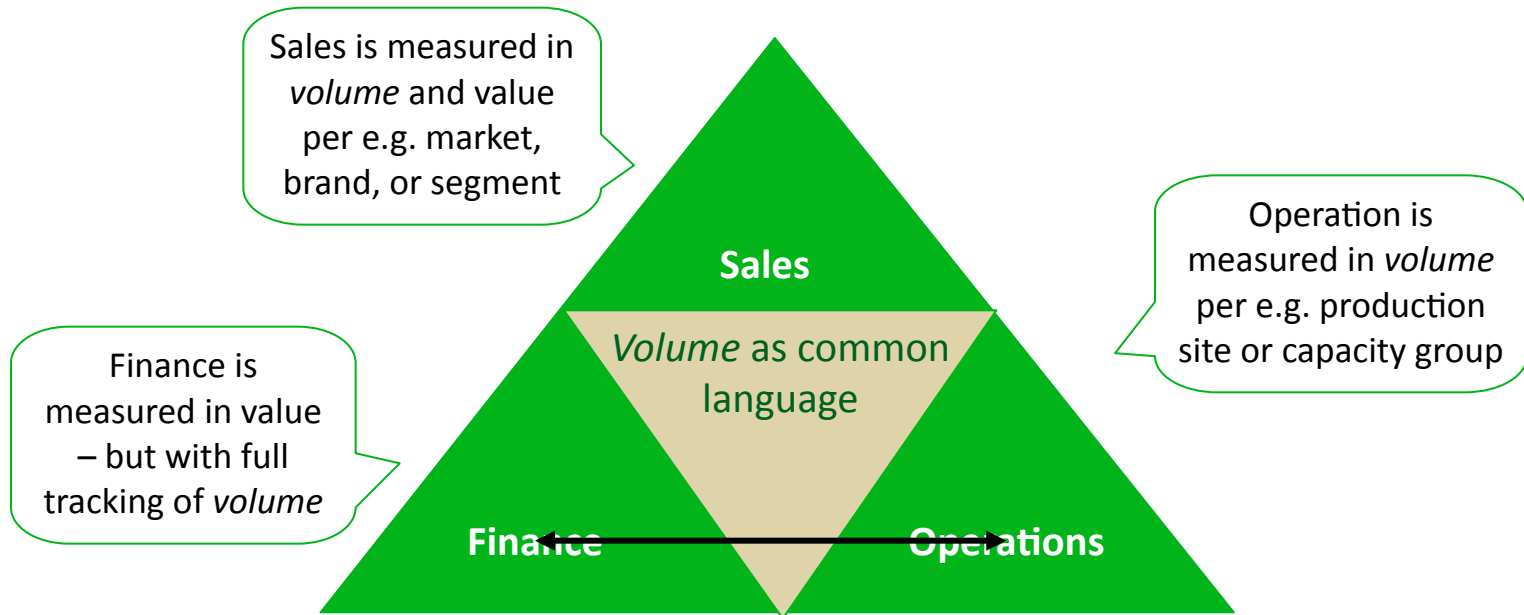 Sales is measured in
volume and value
per e.g. market,
brand, or segment
Operation is
measured in volume
per e.g. production
site or capacity group
Sales
Volume as common
language
Finance is
measured in value
– but with full
tracking of volume
Finance
Operations